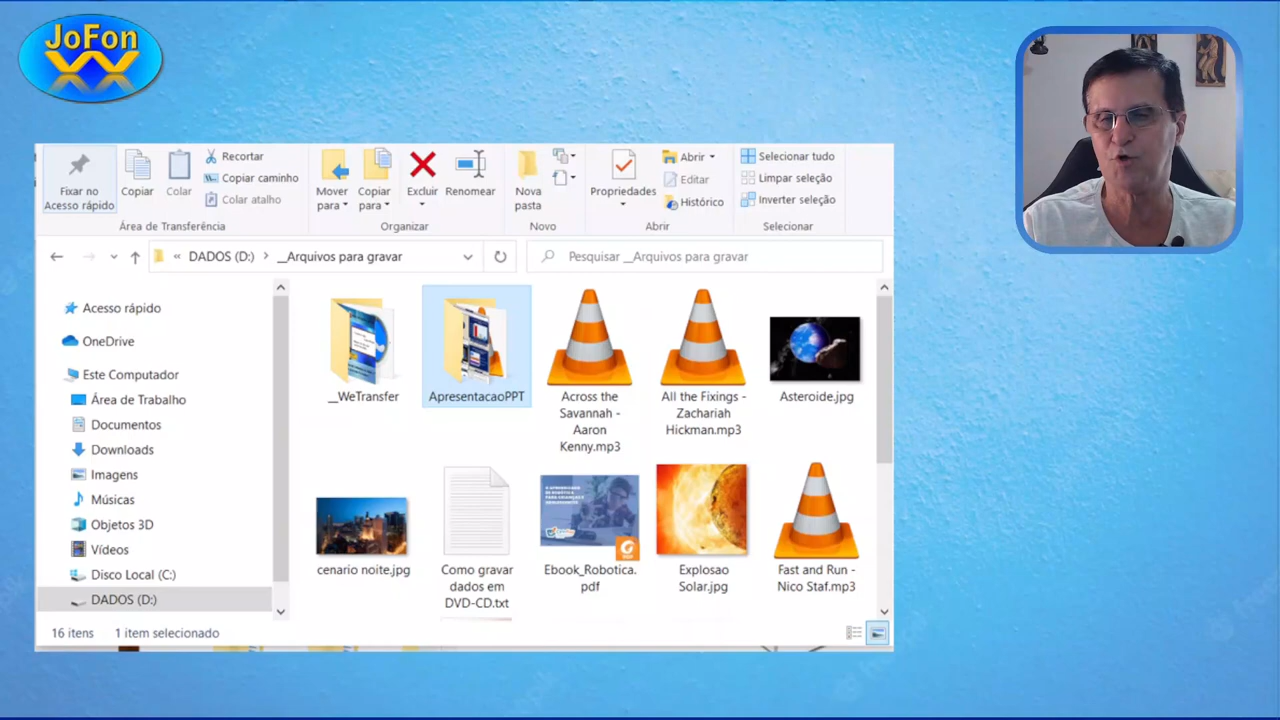 JoFon
Fixar no
Acesso rápido
Copiar
Colar
Recortar
Copiar caminho
Colar atalho
Área de Transferência
Mover
para
Copiar
para
Excluir
Renomear
Organizar
Nova
pasta
Novo
Propriedades
Abrir
Editar
Histórico
Abrir
Selecionar tudo
Limpar seleção
Inverter seleção
Selecionar
« DADOS (D:) > __Arquivos para gravar
Pesquisar __Arquivos para gravar
Acesso rápido
OneDrive
Este Computador
Área de Trabalho
Documentos
Downloads
Imagens
Músicas
Objetos 3D
Vídeos
Disco Local (C:)
DADOS (D:)
__WeTransfer
ApresentacaoPPT
Across the
Savannah -
Aaron
Kenny.mp3
All the Fixings -
Zachariah
Hickman.mp3
Asteroide.jpg
cenario noite.jpg
Como gravar
dados em
DVD-CD.txt
Ebook_Robotica.
pdf
Explosao
Solar.jpg
Fast and Run -
Nico Staf.mp3
16 itens
1 item selecionado